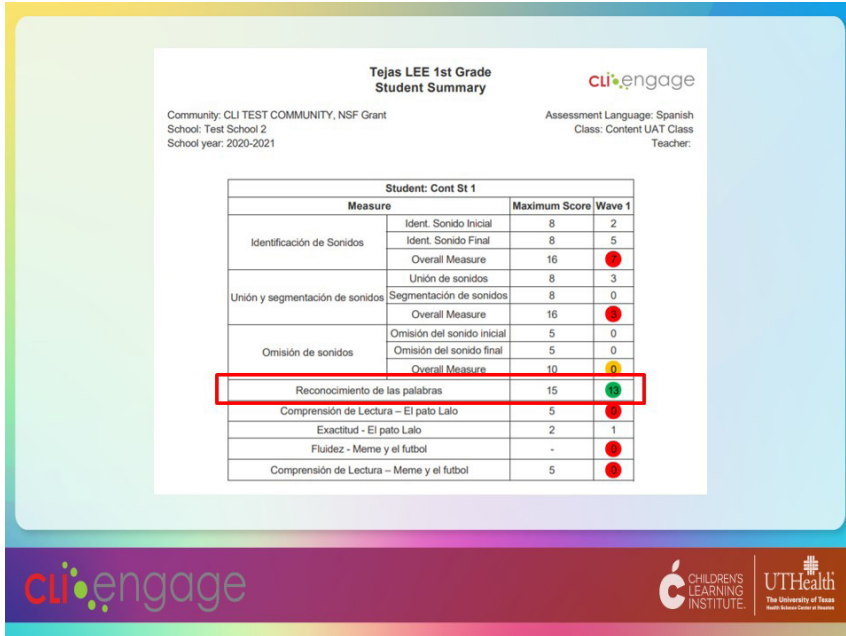 Tejas LEE 1st Grade
Student Summary
cli engage
Community: CLI TEST COMMUNITY, NSF Grant
School: Test School 2
School year: 2020-2021
Assessment Language: Spanish
Class: Content UAT Class
Teacher:
Student: Cont St 1
Measure Maximum Score Wave 1
Identificación de Sonidos
Ident. Sonido Inicial 8 2
Ident. Sonido Final 8 5
Overall Measure 16 7
Unión y segmentación de sonidos
Unión de sonidos 8 3
Segmentación de sonidos 8 0
Overall Measure 16 3
Omisión de sonidos
Omisión del sonido inicial 5 0
Omisión del sonido final 5 0
Overall Measure 10 0
Reconocimiento de las palabras 15 13
Comprensión de Lectura – El pato Lalo 5 0
Exactitud - El pato Lalo 2 1
Fluidez - Meme y el futbol - 0
Comprensión de Lectura – Meme y el futbol 5 0
cli engage
CHILDREN'S
LEARNING
INSTITUTE.
UTHealth
The University of Texas
Health Science Center at Houston